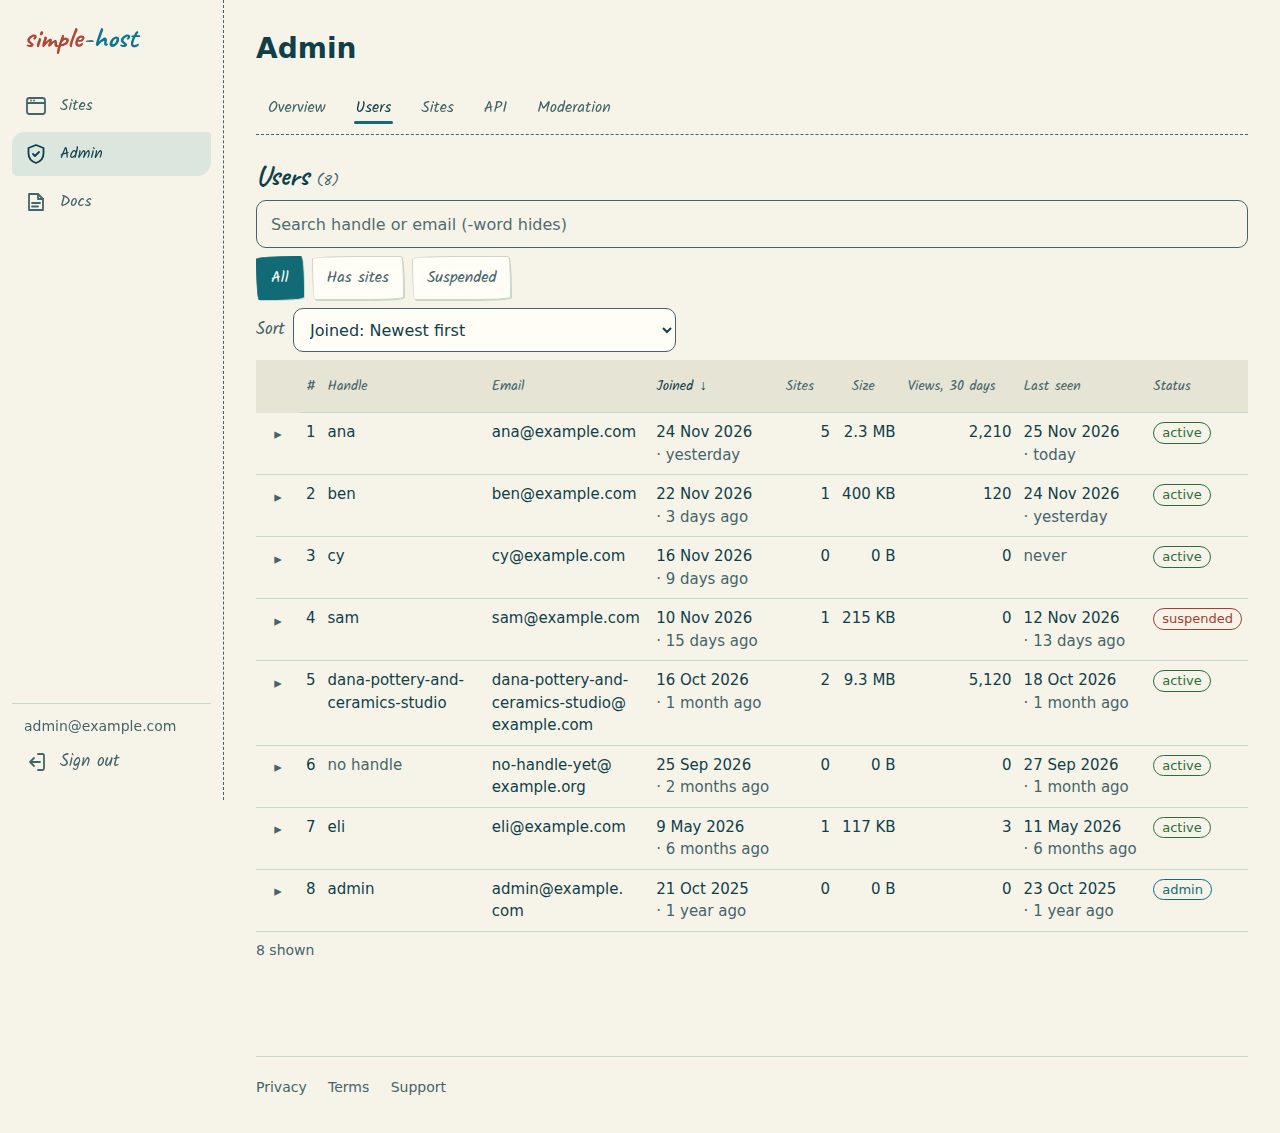 simple-host
Sites
Admin
Docs
admin@example.com
Sign out
Admin
Overview Users Sites API Moderation
Users (8)
Search handle or email (-word hides)
All Has sites Suspended
Sort Joined: Newest first
# Handle Email Joined ↓ Sites Size Views, 30 days Last seen Status
▸ 1 ana ana@example.com 24 Nov 2026 5 2.3 MB 2,210 25 Nov 2026 active
· yesterday · today
▸ 2 ben ben@example.com 22 Nov 2026 1 400 KB 120 24 Nov 2026 active
· 3 days ago · yesterday
▸ 3 cy cy@example.com 16 Nov 2026 0 0 B 0 never active
· 9 days ago
▸ 4 sam sam@example.com 10 Nov 2026 1 215 KB 0 12 Nov 2026 suspended
· 15 days ago · 13 days ago
▸ 5 dana-pottery-and- dana-pottery-and- 16 Oct 2026 2 9.3 MB 5,120 18 Oct 2026 active
ceramics-studio ceramics-studio@ · 1 month ago · 1 month ago
example.com
▸ 6 no handle no-handle-yet@ 25 Sep 2026 0 0 B 0 27 Sep 2026 active
example.org · 2 months ago · 1 month ago
▸ 7 eli eli@example.com 9 May 2026 1 117 KB 3 11 May 2026 active
· 6 months ago · 6 months ago
▸ 8 admin admin@example. 21 Oct 2025 0 0 B 0 23 Oct 2025 admin
com · 1 year ago · 1 year ago
8 shown
Privacy Terms Support